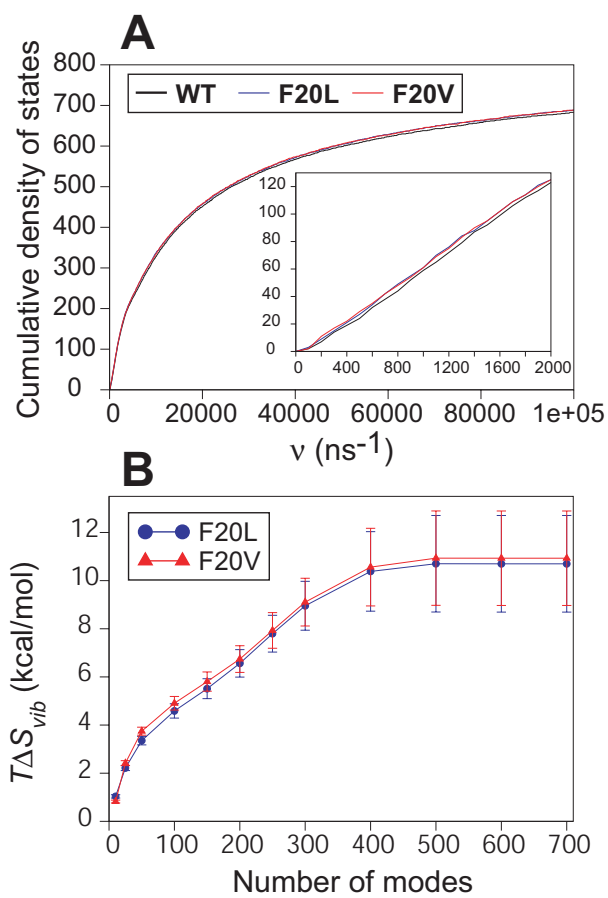 A
Cumulative density of states
800
700
600
500
400
300
200
100
0
WT F20L F20V
120
100
80
60
40
20
0
0 400 800 1200 1600 2000
0 20000 40000 60000 80000 1e+05
ν (ns-1)
B
TΔSvib (kcal/mol)
12
10
8
6
4
2
0
F20L
F20V
0 100 200 300 400 500 600 700
Number of modes